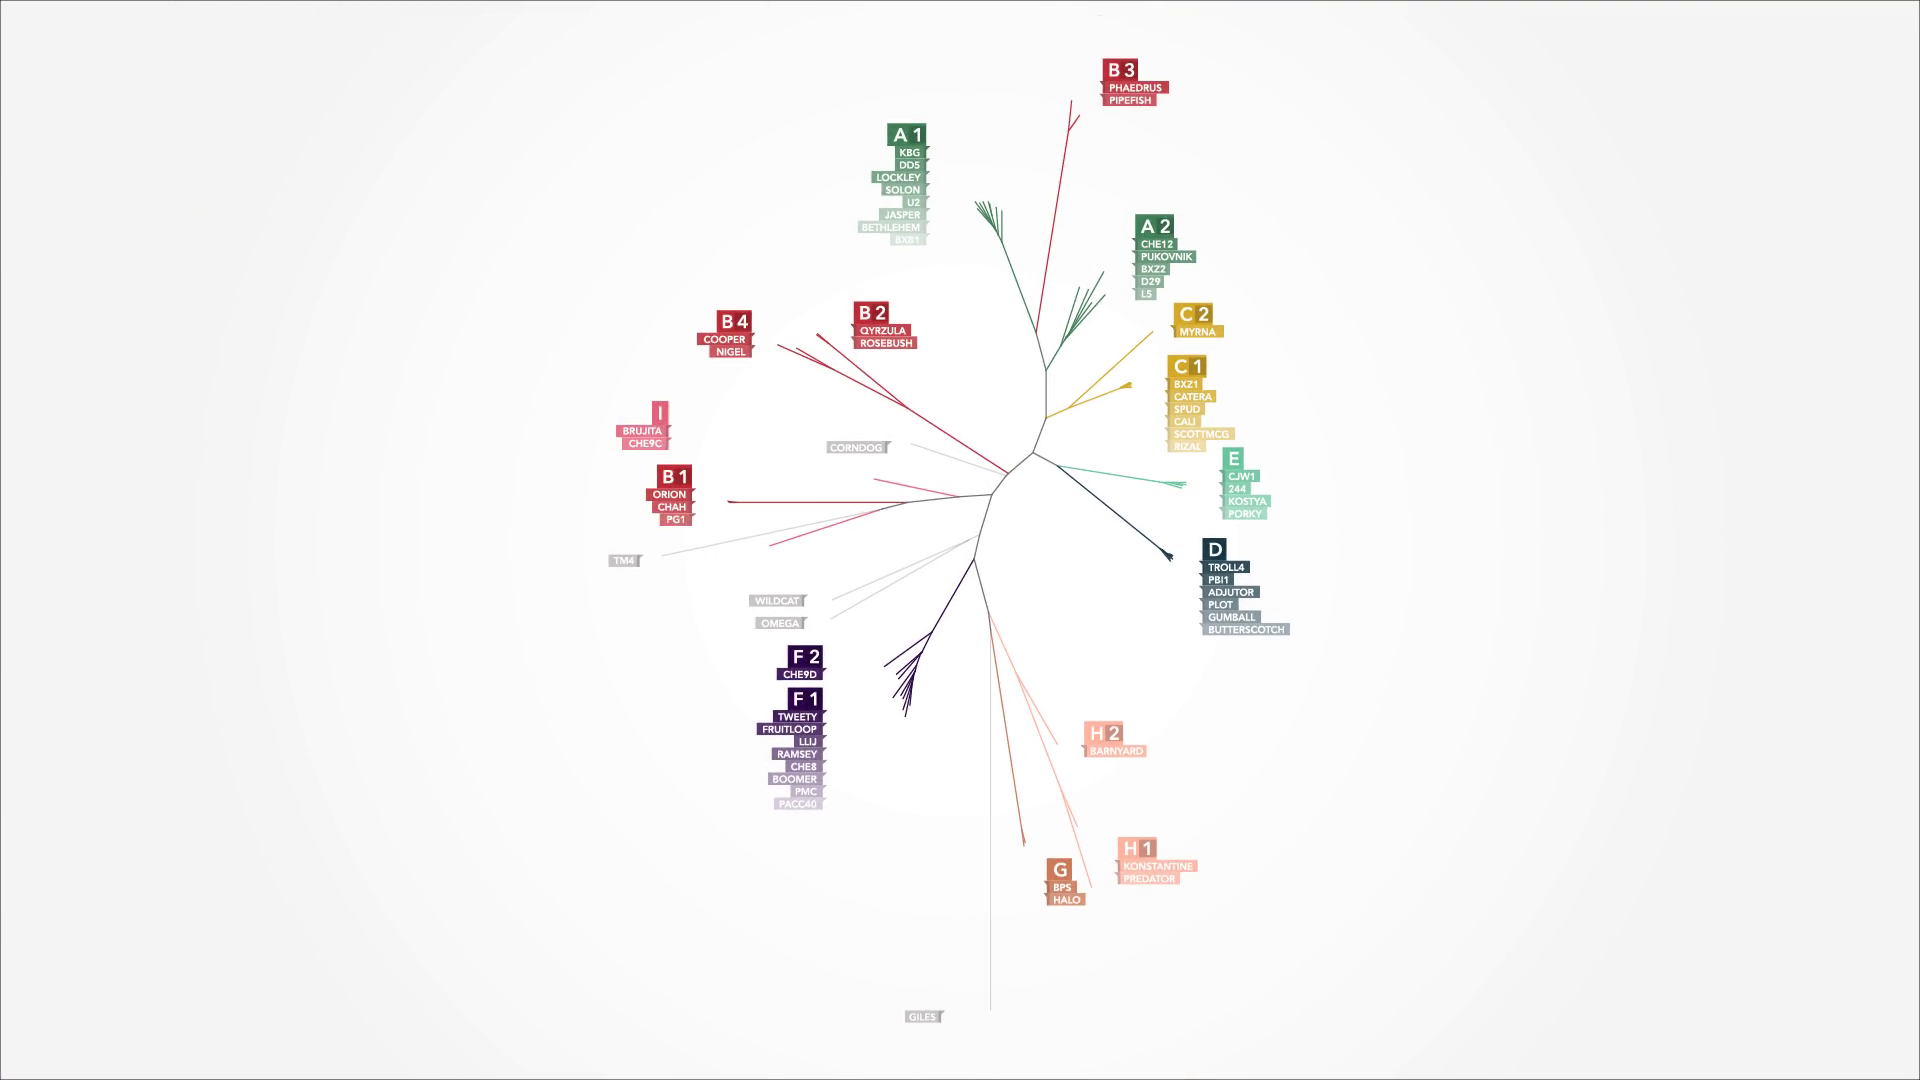 B 3
PHAEDRUS
PIPEFISH
A 1
KBG
DD5
LOCKLEY
SOLON
U2
JASPER
BETHLEHEM
BXB1
A 2
CHE12
PUKOVNIK
BXZ2
D29
L5
B 2
QYRZULA
ROSEBUSH
B 4
COOPER
NIGEL
C 2
MYRNA
C 1
BXZ1
CATERA
SPUD
CALI
SCOTTMCG
RIZAL
I
BRUJITA
CHE9C
CORNDOG
E
CJW1
244
KOSTYA
PORKY
B 1
ORION
CHAH
PG1
TM4
D
TROLL4
PBI1
ADJUTOR
PLOT
GUMBALL
BUTTERSCOTCH
WILDCAT
OMEGA
F 2
CHE9D
F 1
TWEETY
FRUITLOOP
LLIJ
RAMSEY
CHE8
BOOMER
PMC
PACC40
H 2
BARNYARD
H 1
KONSTANTINE
PREDATOR
G
BPS
HALO
GILES